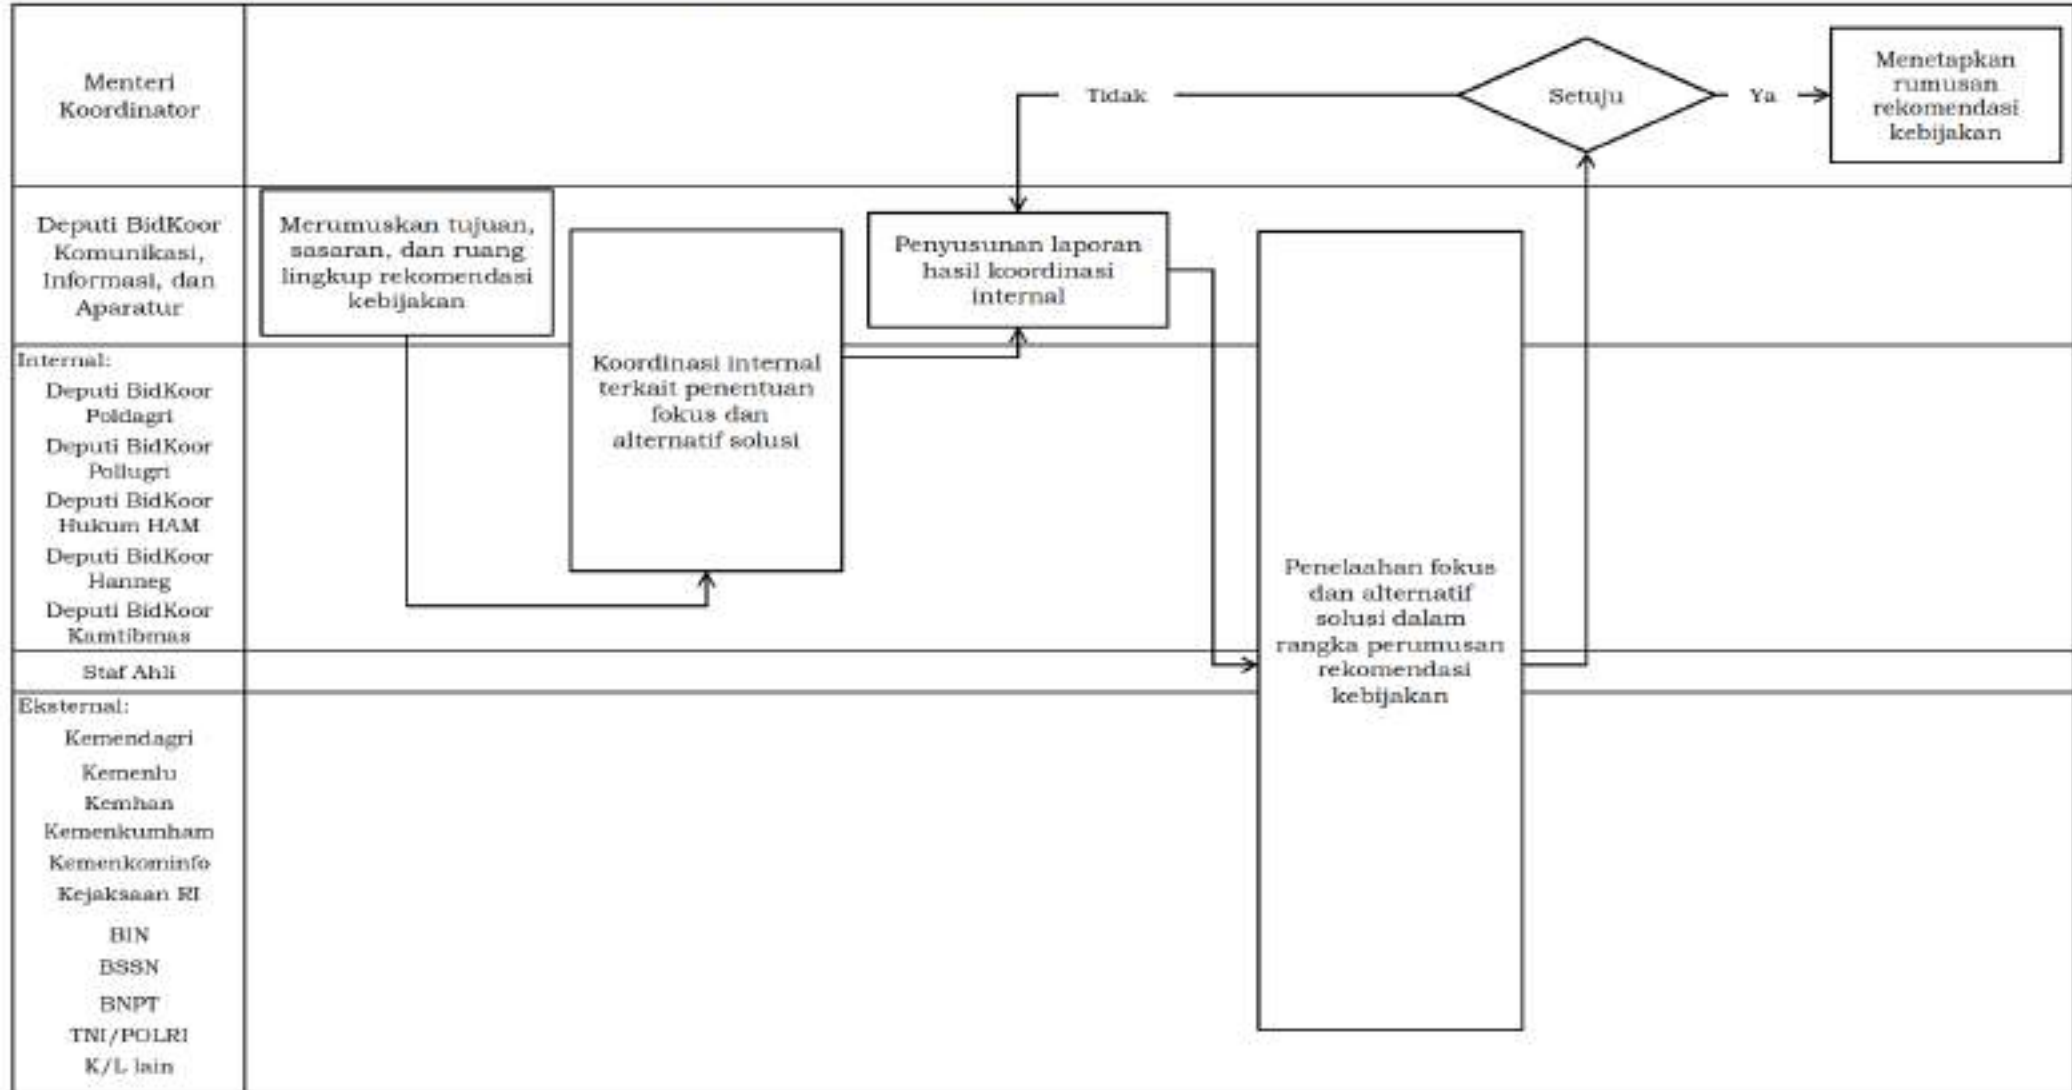 Menteri
Koordinator
Tidak
Setuju
Ya
Menetapkan
rumusan
rekomendasi
kebijakan
Deputi BidKoor
Komunikasi,
Informasi, dan
Aparatur
Merumuskan tujuan,
sasaran, dan ruang
lingkup rekomendasi
kebijakan
Penyusunan laporan
hasil koordinasi
internal
Internal:
Deputi BidKoor
Poldagri
Deputi BidKoor
Pollugri
Deputi BidKoor
Hukum HAM
Deputi BidKoor
Hanneg
Deputi BidKoor
Kamtibmas
Koordinasi internal
terkait penentuan
fokus dan
alternatif solusi
Penelaahan fokus
dan alternatif
solusi dalam
rangka perumusan
rekomendasi
kebijakan
Staf Ahli
Eksternal:
Kemendagri
Kemenlu
Kemhan
Kemenkumham
Kemenkominfo
Kejaksaan RI
BIN
BSSN
BNPT
TNI/POLRI
K/L lain